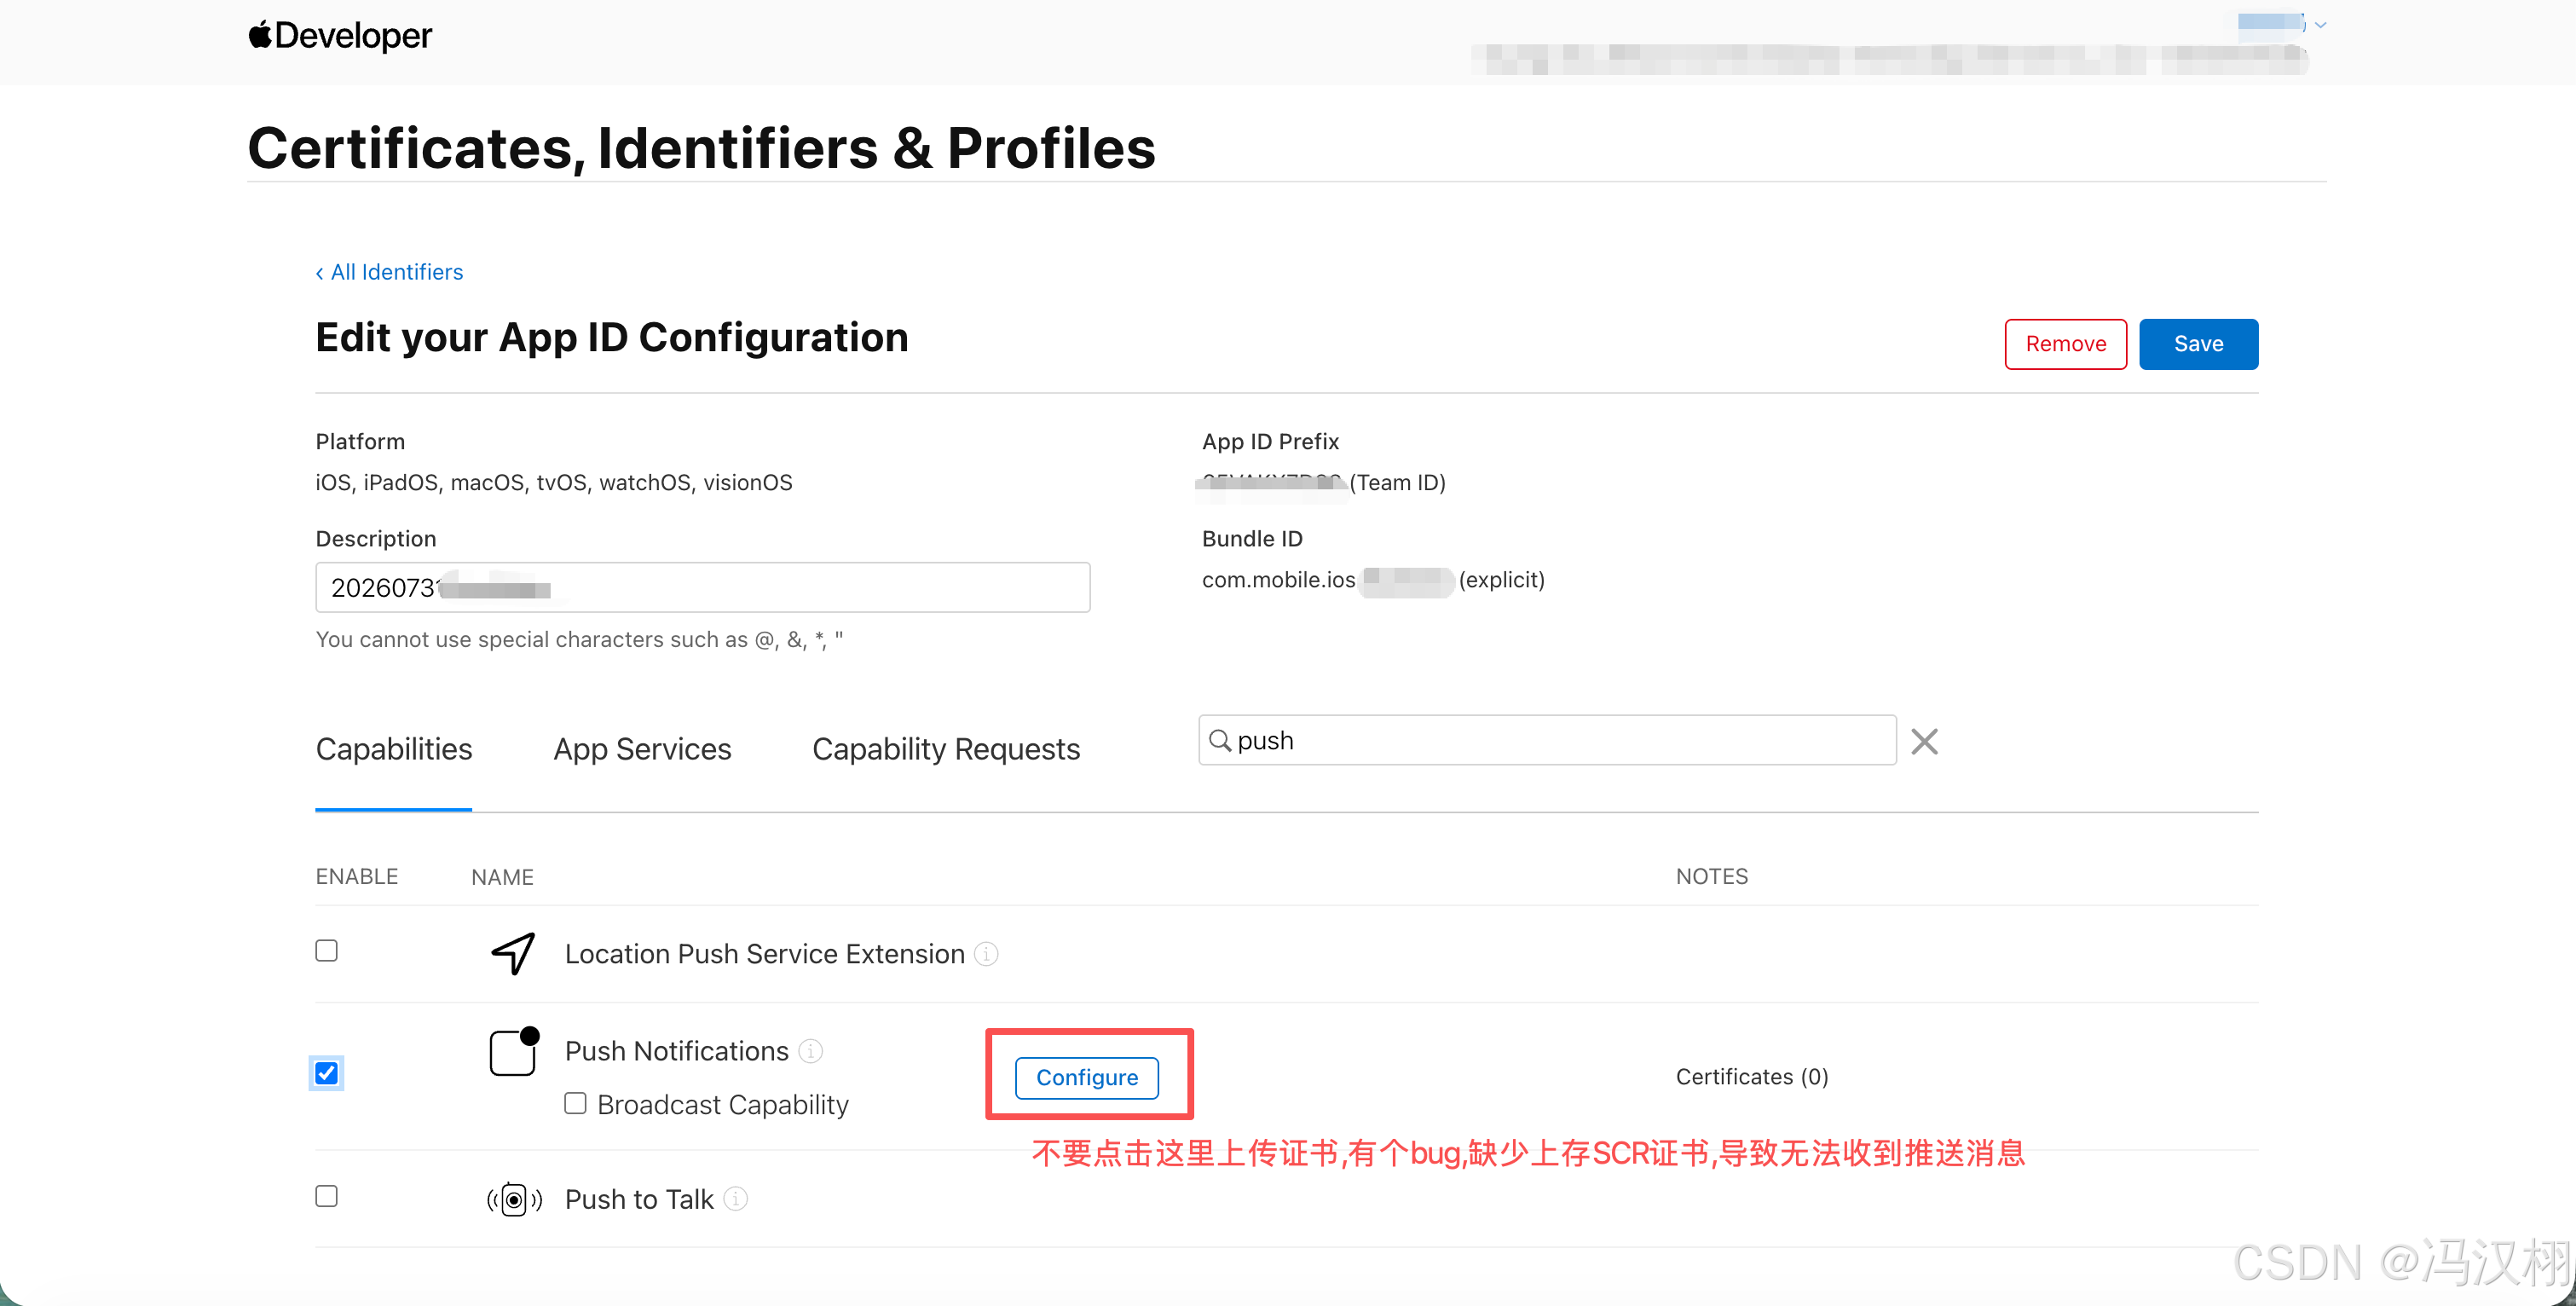 Developer
Certificates, Identifiers & Profiles
‹ All Identifiers
Edit your App ID Configuration
Remove
Save
Platform
App ID Prefix
iOS, iPadOS, macOS, tvOS, watchOS, visionOS
(Team ID)
Description
Bundle ID
com.mobile.ios (explicit)
2026073
You cannot use special characters such as @, &, *, "
Capabilities
App Services
Capability Requests
push
ENABLE
NAME
NOTES
Location Push Service Extension
Push Notifications
Configure
Certificates (0)
Broadcast Capability
不要点击这里上传证书,有个bug,缺少上存SCR证书,导致无法收到推送消息
Push to Talk
CSDN @冯汉栩